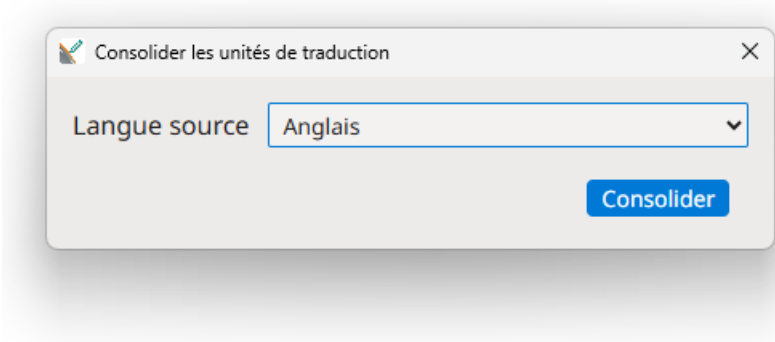 Consolider les unités de traduction
Langue source Anglais
Consolider